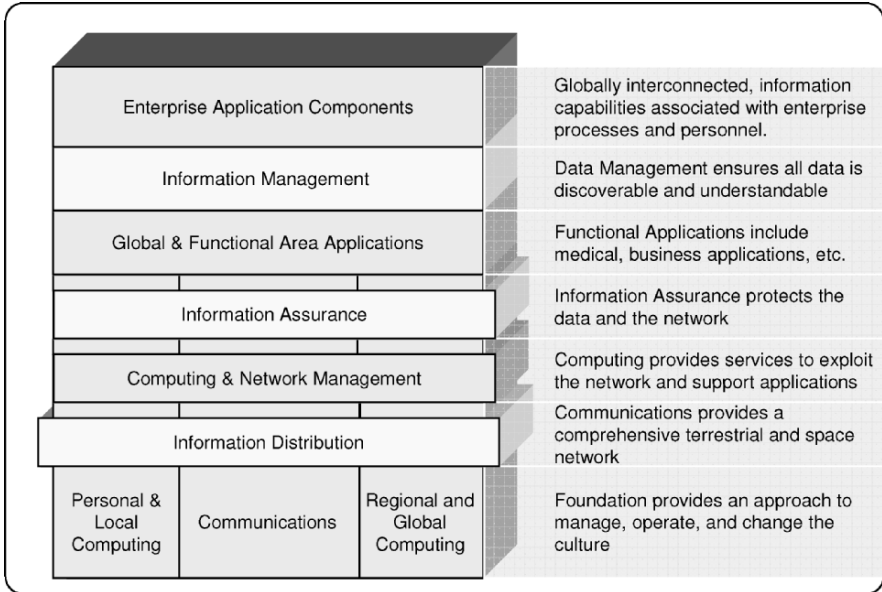 Enterprise Application Components
Globally interconnected, information
capabilities associated with enterprise
processes and personnel.
Information Management
Data Management ensures all data is
discoverable and understandable
Global & Functional Area Applications
Functional Applications include
medical, business applications, etc.
Information Assurance
Information Assurance protects the
data and the network
Computing & Network Management
Computing provides services to exploit
the network and support applications
Information Distribution
Communications provides a
comprehensive terrestrial and space
network
Personal &
Local
Computing
Communications
Regional and
Global
Computing
Foundation provides an approach to
manage, operate, and change the
culture